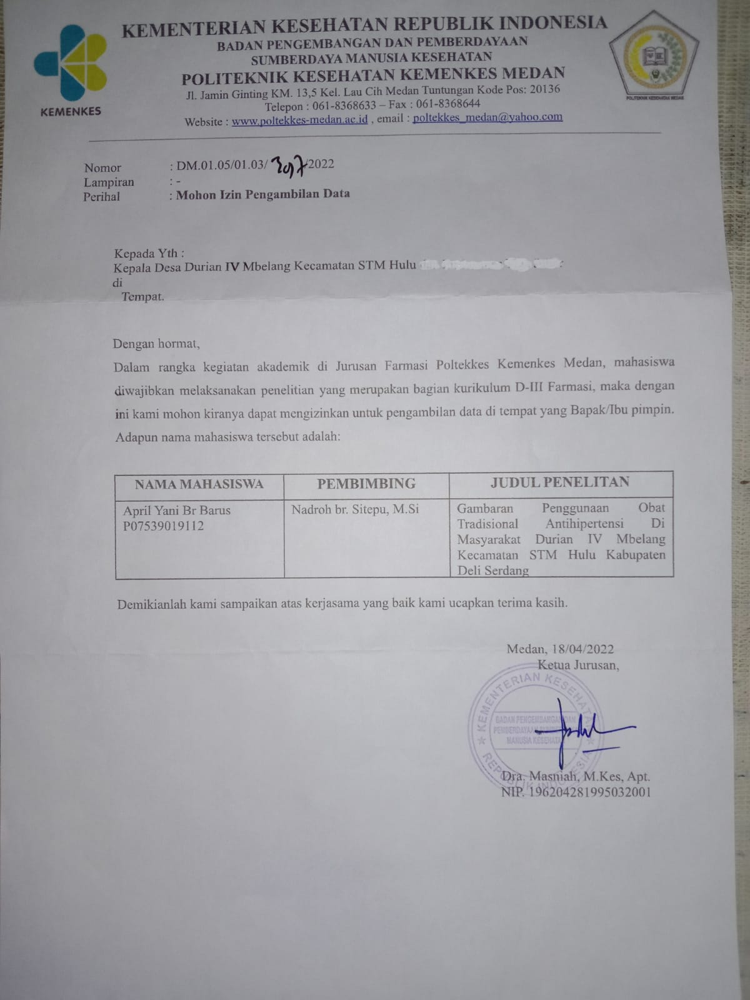 KEMENTERIAN KESEHATAN REPUBLIK INDONESIA
BADAN PENGEMBANGAN DAN PEMBERDAYAAN
SUMBERDAYA MANUSIA KESEHATAN
POLITEKNIK KESEHATAN KEMENKES MEDAN
Jl. Jamin Ginting KM. 13,5 Kel. Lau Cih Medan Tuntungan Kode Pos: 20136
Telepon : 061-8368633 – Fax : 061-8368644
Website : www.poltekkes-medan.ac.id , email : poltekkes_medan@yahoo.com
KEMENKES
POLITEKNIK KESEHATAN MEDAN
Nomor : DM.01.05/01.03/ /2022
Lampiran : -
Perihal : Mohon Izin Pengambilan Data
Kepada Yth :
Kepala Desa Durian IV Mbelang Kecamatan STM Hulu
di
Tempat.
Dengan hormat,
Dalam rangka kegiatan akademik di Jurusan Farmasi Poltekkes Kemenkes Medan, mahasiswa
diwajibkan melaksanakan penelitian yang merupakan bagian kurikulum D-III Farmasi, maka dengan
ini kami mohon kiranya dapat mengizinkan untuk pengambilan data di tempat yang Bapak/Ibu pimpin.
Adapun nama mahasiswa tersebut adalah:
NAMA MAHASISWA PEMBIMBING JUDUL PENELITAN
April Yani Br Barus
P07539019112
Nadroh br. Sitepu, M.Si
Gambaran Penggunaan Obat
Tradisional Antihipertensi Di
Masyarakat Durian IV Mbelang
Kecamatan STM Hulu Kabupaten
Deli Serdang
Demikianlah kami sampaikan atas kerjasama yang baik kami ucapkan terima kasih.
Medan, 18/04/2022
Ketua Jurusan,
KEMENTERIAN KESEHATAN
BADAN PENGEMBANGAN DAN
PEMBERDAYAAN
MANUSIA KESEHATAN
REPUBLIK INDONESIA
Dra. Masniah, M.Kes, Apt.
NIP. 196204281995032001